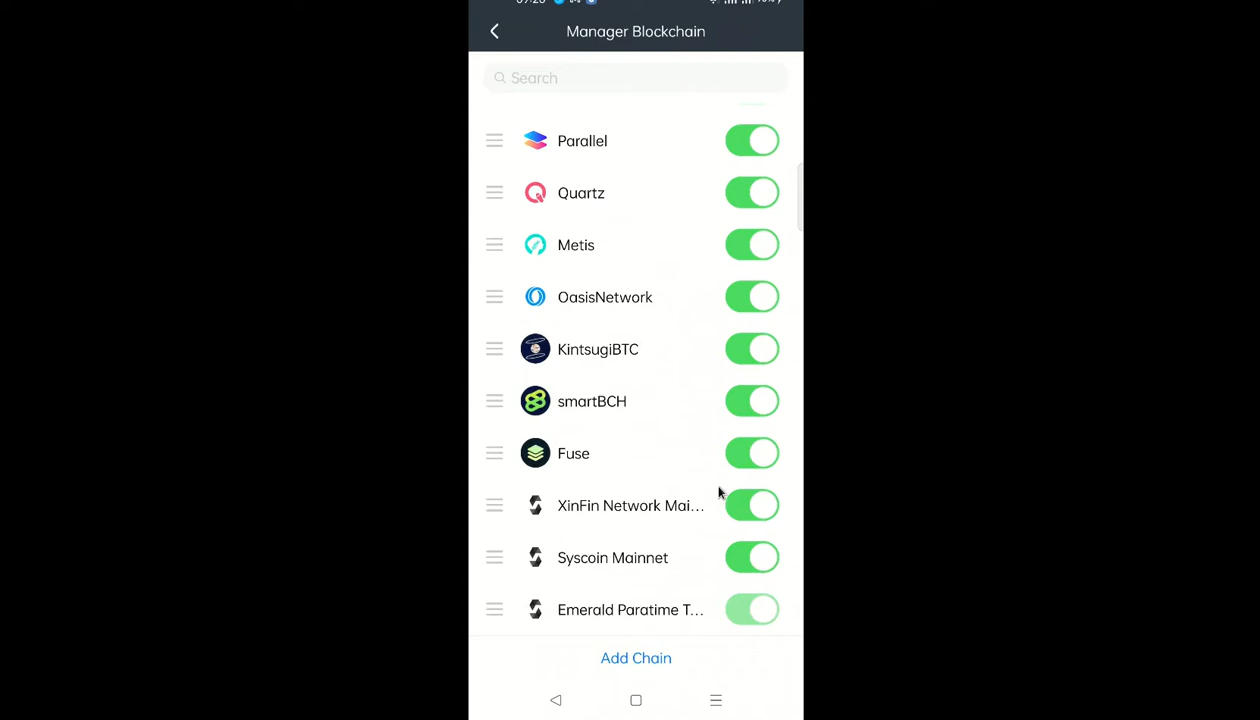 Manager Blockchain
Search
Parallel
Quartz
Metis
OasisNetwork
KintsugiBTC
smartBCH
Fuse
XinFin Network Mai...
Syscoin Mainnet
Emerald Paratime T...
Add Chain